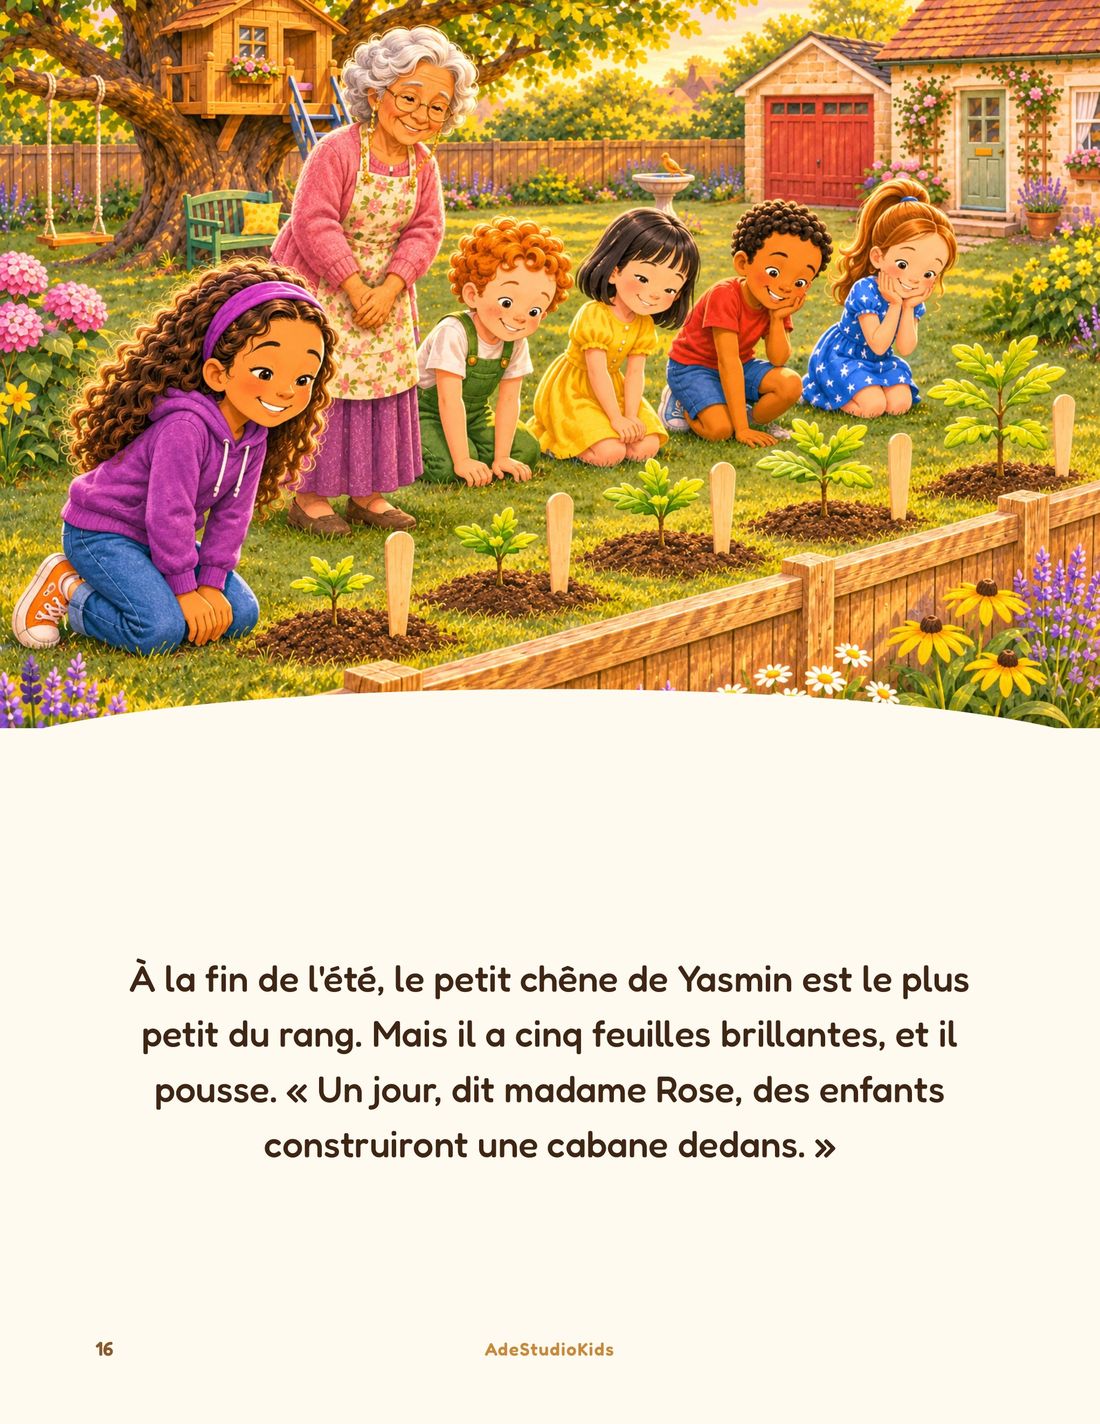 À la fin de l'été, le petit chêne de Yasmin est le plus
petit du rang. Mais il a cinq feuilles brillantes, et il
pousse. « Un jour, dit madame Rose, des enfants
construiront une cabane dedans. »
16
AdeStudioKids